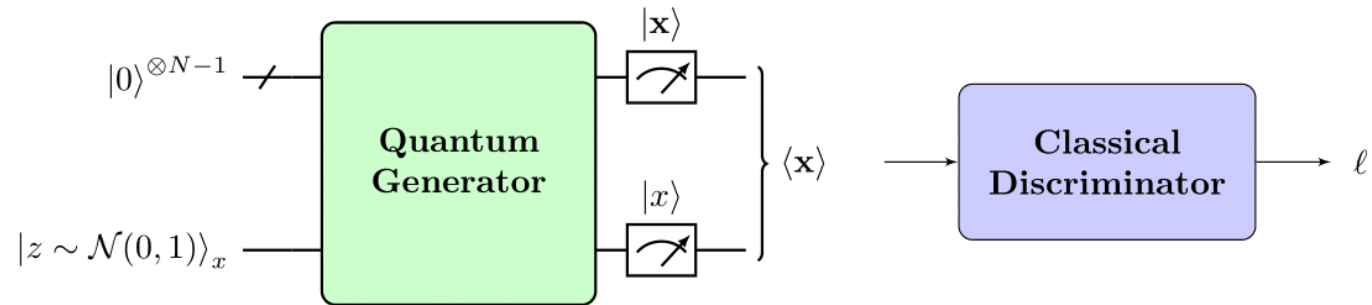 |0⟩^{⊗N−1}
|𝐱⟩
Quantum
Generator
⟨𝐱⟩
Classical
Discriminator
ℓ
|z ∼ 𝒩(0, 1)⟩_x
|x⟩